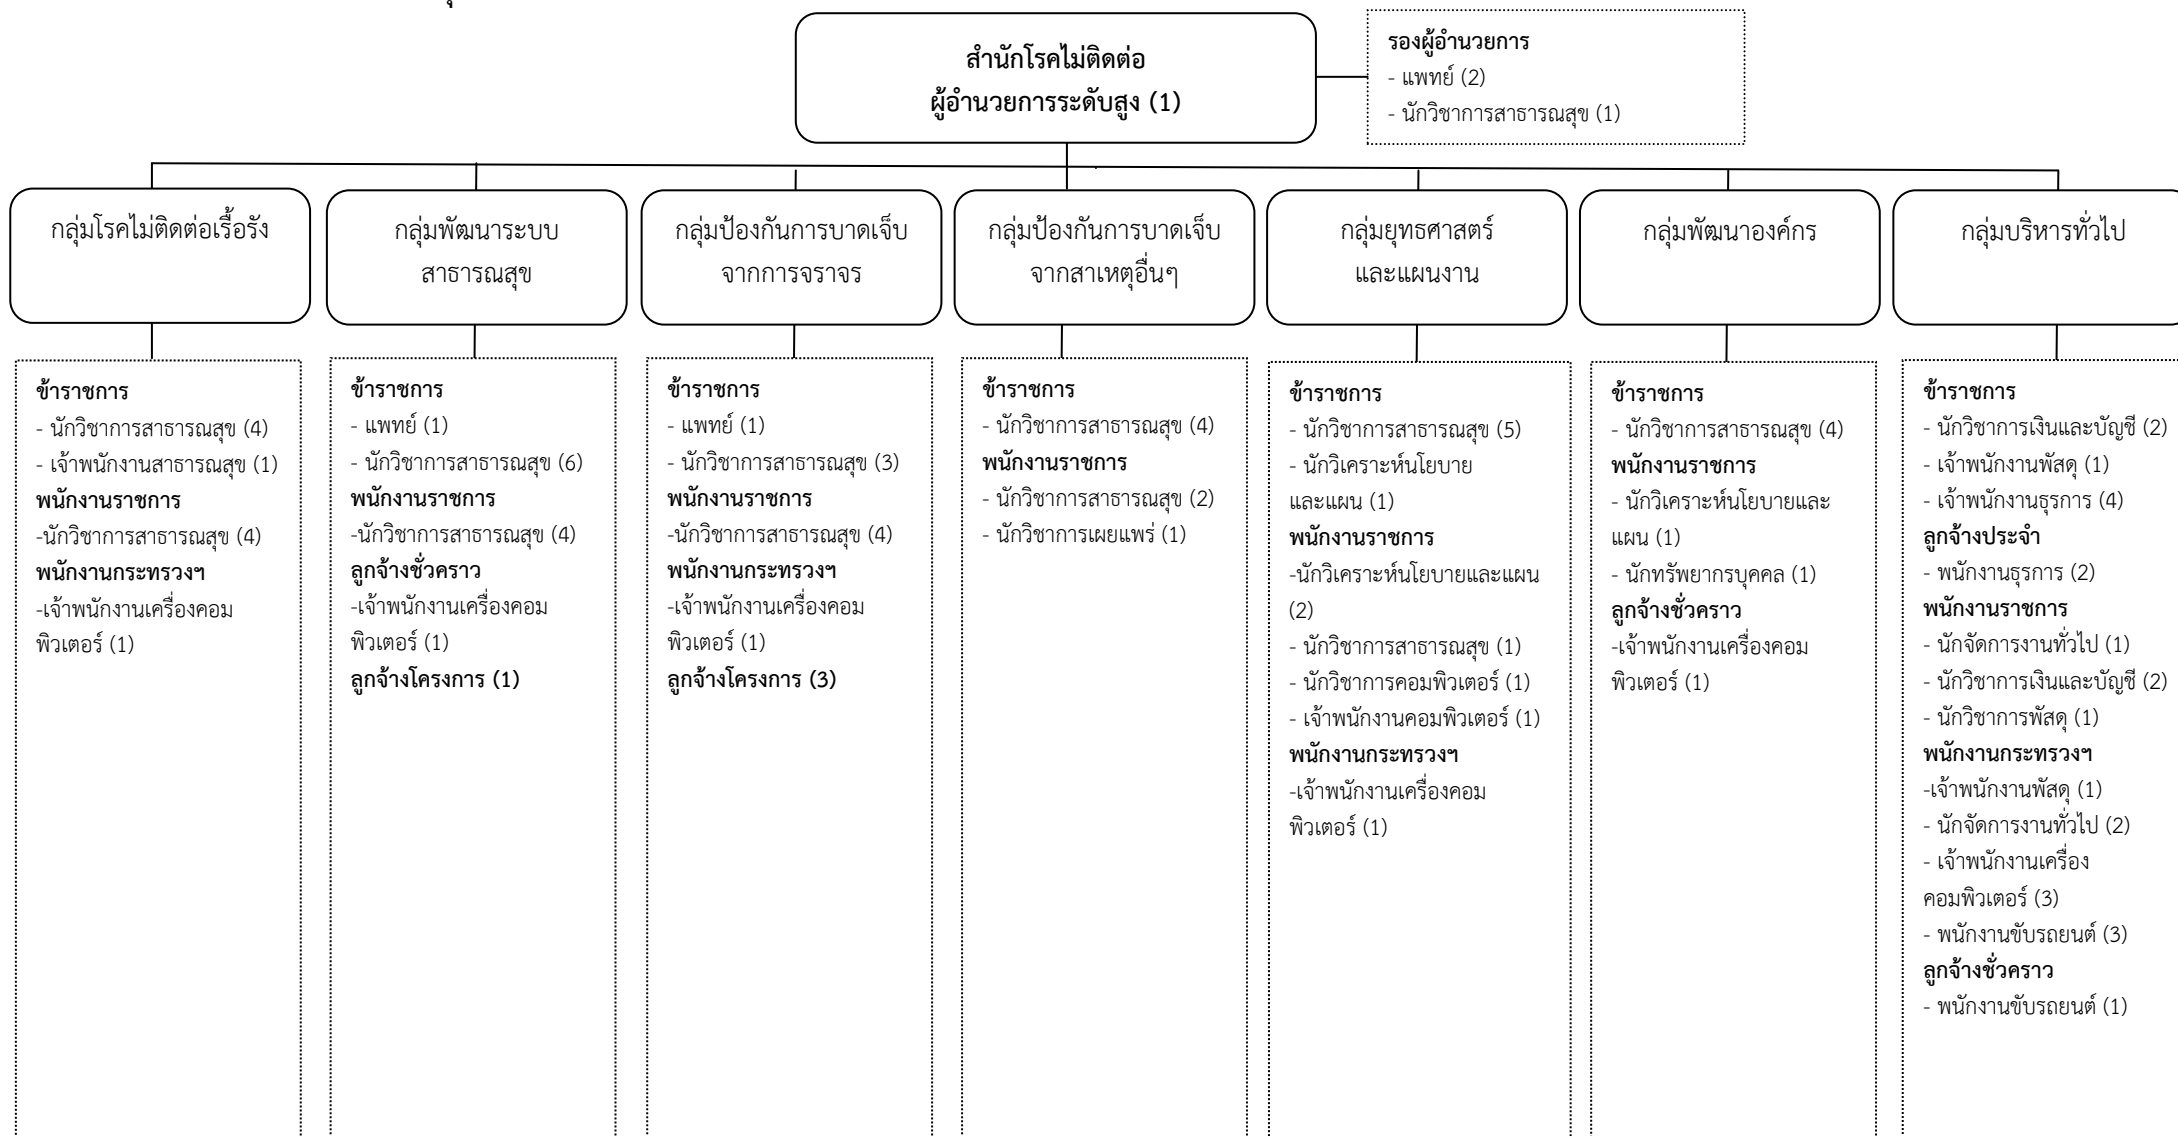 สำนักโรคไม่ติดต่อ
ผู้อำนวยการระดับสูง (1)
รองผู้อำนวยการ
- แพทย์ (2)
- นักวิชาการสาธารณสุข (1)
กลุ่มโรคไม่ติดต่อเรื้อรัง
กลุ่มพัฒนาระบบ
สาธารณสุข
กลุ่มป้องกันการบาดเจ็บ
จากการจราจร
กลุ่มป้องกันการบาดเจ็บ
จากสาเหตุอื่นๆ
กลุ่มยุทธศาสตร์
และแผนงาน
กลุ่มพัฒนาองค์กร
กลุ่มบริหารทั่วไป
ข้าราชการ
- นักวิชาการสาธารณสุข (4)
- เจ้าพนักงานสาธารณสุข (1)
พนักงานราชการ
-นักวิชาการสาธารณสุข (4)
พนักงานกระทรวงฯ
-เจ้าพนักงานเครื่องคอม
พิวเตอร์ (1)
ข้าราชการ
- แพทย์ (1)
- นักวิชาการสาธารณสุข (6)
พนักงานราชการ
-นักวิชาการสาธารณสุข (4)
ลูกจ้างชั่วคราว
-เจ้าพนักงานเครื่องคอม
พิวเตอร์ (1)
ลูกจ้างโครงการ (1)
ข้าราชการ
- แพทย์ (1)
- นักวิชาการสาธารณสุข (3)
พนักงานราชการ
-นักวิชาการสาธารณสุข (4)
พนักงานกระทรวงฯ
-เจ้าพนักงานเครื่องคอม
พิวเตอร์ (1)
ลูกจ้างโครงการ (3)
ข้าราชการ
- นักวิชาการสาธารณสุข (4)
พนักงานราชการ
- นักวิชาการสาธารณสุข (2)
- นักวิชาการเผยแพร่ (1)
ข้าราชการ
- นักวิชาการสาธารณสุข (5)
- นักวิเคราะห์นโยบาย
และแผน (1)
พนักงานราชการ
-นักวิเคราะห์นโยบายและแผน
(2)
- นักวิชาการสาธารณสุข (1)
- นักวิชาการคอมพิวเตอร์ (1)
- เจ้าพนักงานคอมพิวเตอร์ (1)
พนักงานกระทรวงฯ
-เจ้าพนักงานเครื่องคอม
พิวเตอร์ (1)
ข้าราชการ
- นักวิชาการสาธารณสุข (4)
พนักงานราชการ
- นักวิเคราะห์นโยบายและ
แผน (1)
- นักทรัพยากรบุคคล (1)
ลูกจ้างชั่วคราว
-เจ้าพนักงานเครื่องคอม
พิวเตอร์ (1)
ข้าราชการ
- นักวิชาการเงินและบัญชี (2)
- เจ้าพนักงานพัสดุ (1)
- เจ้าพนักงานธุรการ (4)
ลูกจ้างประจำ
- พนักงานธุรการ (2)
พนักงานราชการ
- นักจัดการงานทั่วไป (1)
- นักวิชาการเงินและบัญชี (2)
- นักวิชาการพัสดุ (1)
พนักงานกระทรวงฯ
-เจ้าพนักงานพัสดุ (1)
- นักจัดการงานทั่วไป (2)
- เจ้าพนักงานเครื่อง
คอมพิวเตอร์ (3)
- พนักงานขับรถยนต์ (3)
ลูกจ้างชั่วคราว
- พนักงานขับรถยนต์ (1)